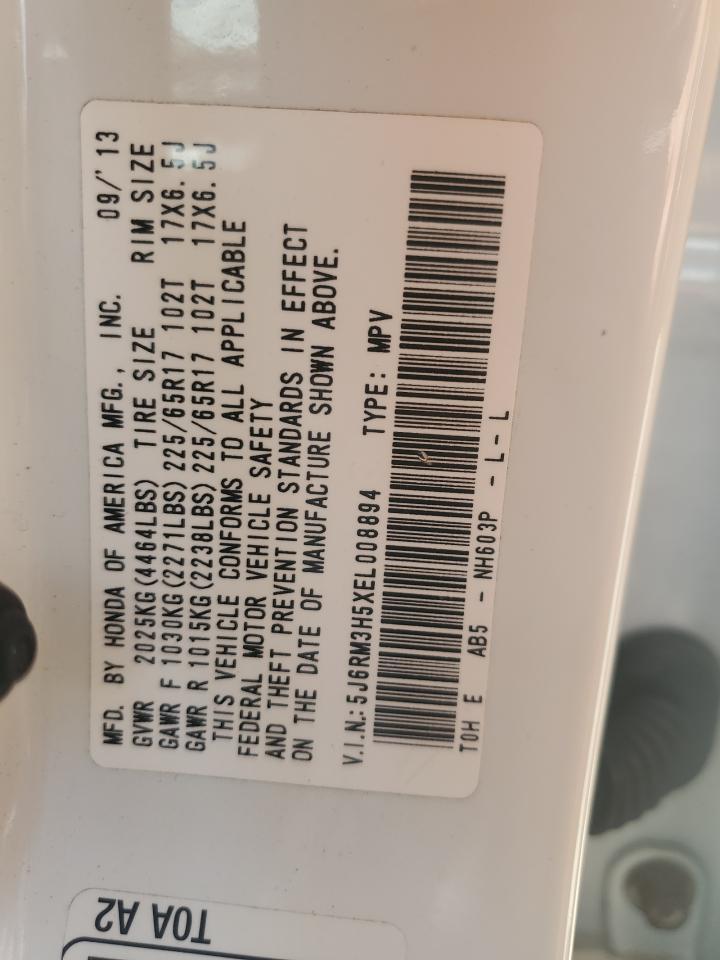 MFD. BY HONDA OF AMERICA MFG., INC. 09/'13
GVWR 2025KG(4464LBS) TIRE SIZE RIM SIZE
GAWR F 1030KG(2271LBS) 225/65R17 102T 17X6.5J
GAWR R 1015KG(2238LBS) 225/65R17 102T 17X6.5J
THIS VEHICLE CONFORMS TO ALL APPLICABLE
FEDERAL MOTOR VEHICLE SAFETY
AND THEFT PREVENTION STANDARDS IN EFFECT
ON THE DATE OF MANUFACTURE SHOWN ABOVE.
V.I.N.: 5J6RM3H5XEL008894 TYPE: MPV
T0H E AB5 - NH603P - L - L
T0A A2